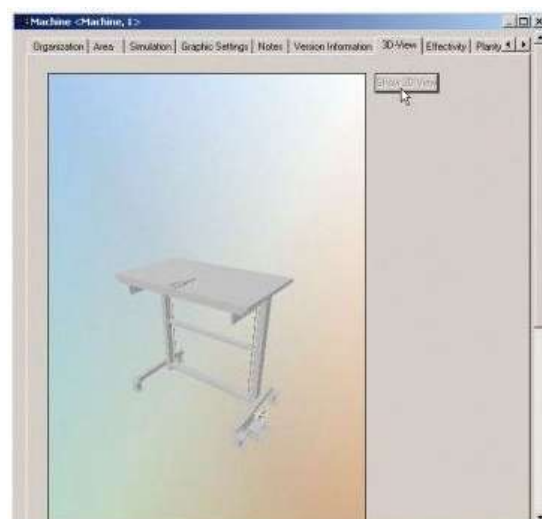 Machine <Machine, 1>
Organization Area Simulation Graphic Settings Notes Version Information 3D-View Effectivity Planty
Show 3D View